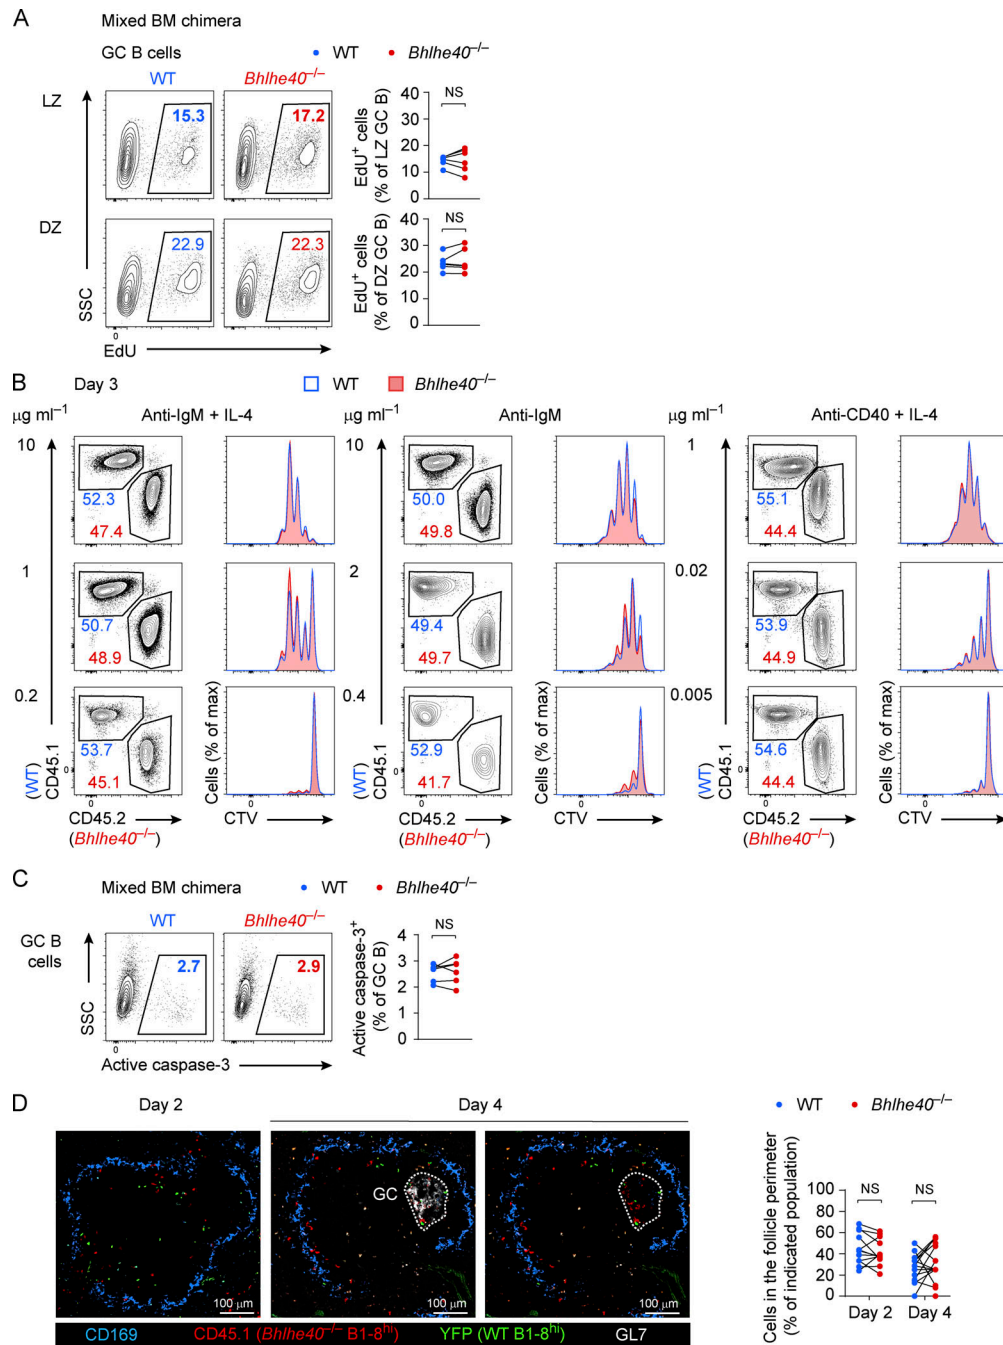 A
Mixed BM chimera
GC B cells
WT
Bhlhe40–/–
WT
Bhlhe40–/–
LZ
15.3
17.2
EdU+ cells
(% of LZ GC B)
40
30
20
10
0
NS
DZ
22.9
22.3
EdU+ cells
(% of DZ GC B)
40
30
20
10
0
NS
SSC
0
EdU
B
Day 3
WT
Bhlhe40–/–
μg ml–1
Anti-IgM + IL-4
μg ml–1
Anti-IgM
μg ml–1
Anti-CD40 + IL-4
10
52.3
47.4
10
50.0
49.8
1
55.1
44.4
1
50.7
48.9
2
49.4
49.7
0.02
53.9
44.9
0.2
53.7
45.1
0.4
52.9
41.7
0.005
54.6
44.4
(WT)
CD45.1
0
0
CD45.2
(Bhlhe40–/–)
Cells (% of max)
0
CTV
(WT)
CD45.1
0
0
CD45.2
(Bhlhe40–/–)
Cells (% of max)
0
CTV
(WT)
CD45.1
0
0
CD45.2
(Bhlhe40–/–)
Cells (% of max)
0
CTV
C
Mixed BM chimera
WT
Bhlhe40–/–
WT
Bhlhe40–/–
GC B
cells
2.7
2.9
SSC
0
Active caspase-3
Active caspase-3+
(% of GC B)
4
3
2
1
0
NS
D
Day 2
Day 4
GC
100 μm
100 μm
100 μm
CD169
CD45.1 (Bhlhe40–/– B1-8hi)
YFP (WT B1-8hi)
GL7
WT
Bhlhe40–/–
Cells in the follicle perimeter
(% of indicated population)
100
80
60
40
20
0
NS
NS
Day 2
Day 4